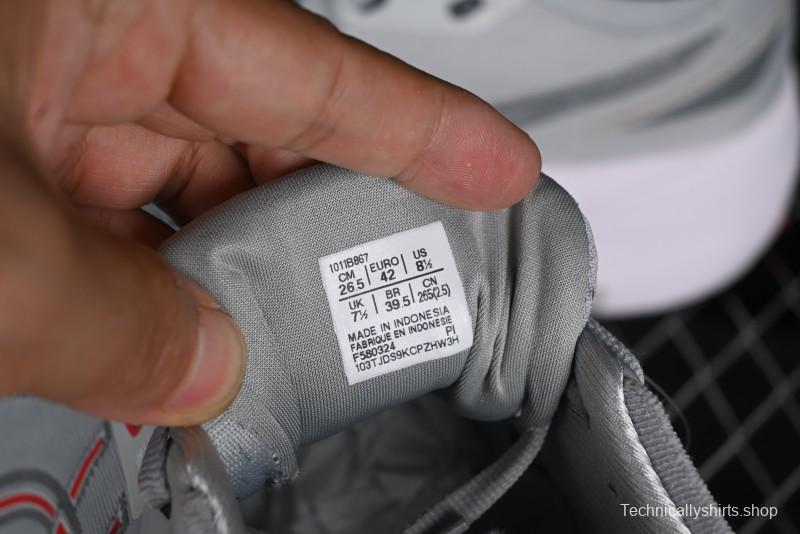 1011B867
CM EURO US
26.5 42 8½
UK BR CN
7½ 39.5 265(2.5)
MADE IN INDONESIA
FABRIQUE EN INDONESIE
F580324 PI
103TJDS9KCPZHW3H
Technicallyshirts.shop